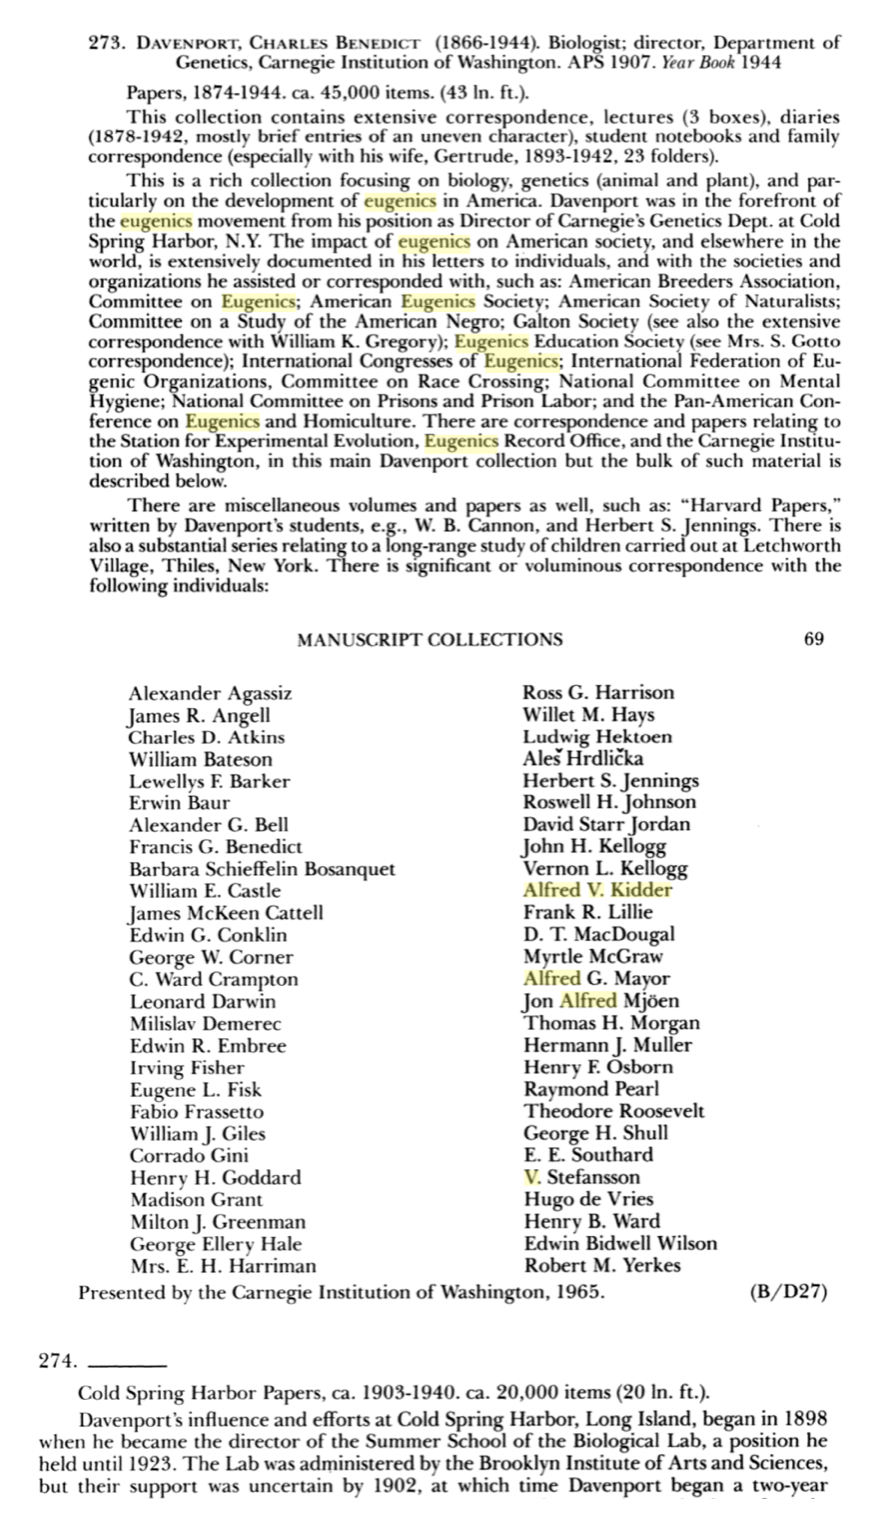 273. DAVENPORT, CHARLES BENEDICT (1866-1944). Biologist; director, Department of
Genetics, Carnegie Institution of Washington. APS 1907. Year Book 1944
Papers, 1874-1944. ca. 45,000 items. (43 ln. ft.).
This collection contains extensive correspondence, lectures (3 boxes), diaries
(1878-1942, mostly brief entries of an uneven character), student notebooks and family
correspondence (especially with his wife, Gertrude, 1893-1942, 23 folders).
This is a rich collection focusing on biology, genetics (animal and plant), and par-
ticularly on the development of eugenics in America. Davenport was in the forefront of
the eugenics movement from his position as Director of Carnegie's Genetics Dept. at Cold
Spring Harbor, N.Y. The impact of eugenics on American society, and elsewhere in the
world, is extensively documented in his letters to individuals, and with the societies and
organizations he assisted or corresponded with, such as: American Breeders Association,
Committee on Eugenics; American Eugenics Society; American Society of Naturalists;
Committee on a Study of the American Negro; Galton Society (see also the extensive
correspondence with William K. Gregory); Eugenics Education Society (see Mrs. S. Gotto
correspondence); International Congresses of Eugenics; International Federation of Eu-
genic Organizations, Committee on Race Crossing; National Committee on Mental
Hygiene; National Committee on Prisons and Prison Labor; and the Pan-American Con-
ference on Eugenics and Homiculture. There are correspondence and papers relating to
the Station for Experimental Evolution, Eugenics Record Office, and the Carnegie Institu-
tion of Washington, in this main Davenport collection but the bulk of such material is
described below.
There are miscellaneous volumes and papers as well, such as: "Harvard Papers,"
written by Davenport's students, e.g., W. B. Cannon, and Herbert S. Jennings. There is
also a substantial series relating to a long-range study of children carried out at Letchworth
Village, Thiles, New York. There is significant or voluminous correspondence with the
following individuals:
MANUSCRIPT COLLECTIONS 69
Alexander Agassiz
James R. Angell
Charles D. Atkins
William Bateson
Lewellys F. Barker
Erwin Baur
Alexander G. Bell
Francis G. Benedict
Barbara Schieffelin Bosanquet
William E. Castle
James McKeen Cattell
Edwin G. Conklin
George W. Corner
C. Ward Crampton
Leonard Darwin
Milislav Demerec
Edwin R. Embree
Irving Fisher
Eugene L. Fisk
Fabio Frassetto
William J. Giles
Corrado Gini
Henry H. Goddard
Madison Grant
Milton J. Greenman
George Ellery Hale
Mrs. E. H. Harriman
Ross G. Harrison
Willet M. Hays
Ludwig Hektoen
Aleš Hrdlička
Herbert S. Jennings
Roswell H. Johnson
David Starr Jordan
John H. Kellogg
Vernon L. Kellogg
Alfred V. Kidder
Frank R. Lillie
D. T. MacDougal
Myrtle McGraw
Alfred G. Mayor
Jon Alfred Mjöen
Thomas H. Morgan
Hermann J. Muller
Henry F. Osborn
Raymond Pearl
Theodore Roosevelt
George H. Shull
E. E. Southard
V. Stefansson
Hugo de Vries
Henry B. Ward
Edwin Bidwell Wilson
Robert M. Yerkes
Presented by the Carnegie Institution of Washington, 1965. (B/D27)
274. ________
Cold Spring Harbor Papers, ca. 1903-1940. ca. 20,000 items (20 ln. ft.).
Davenport's influence and efforts at Cold Spring Harbor, Long Island, began in 1898
when he became the director of the Summer School of the Biological Lab, a position he
held until 1923. The Lab was administered by the Brooklyn Institute of Arts and Sciences,
but their support was uncertain by 1902, at which time Davenport began a two-year